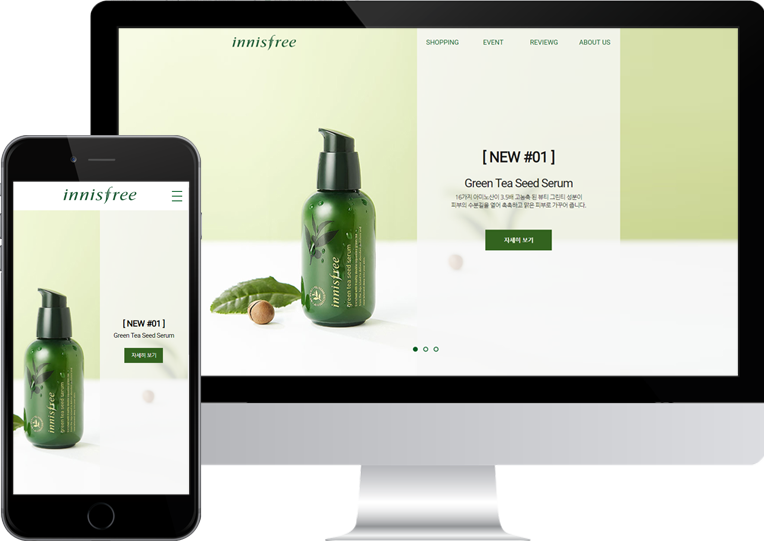 innisfree
SHOPPING
EVENT
REVIEWG
ABOUT US
[ NEW #01 ]
Green Tea Seed Serum
16가지 아미노산이 3.5배 고농축 된 뷰티 그린티 성분이
피부의 수분길을 열어 촉촉하고 맑은 피부로 가꾸어 줍니다.
자세히 보기
innisfree
green tea seed serum
innisfree
[ NEW #01 ]
Green Tea Seed Serum
자세히 보기
innisfree
green tea seed serum